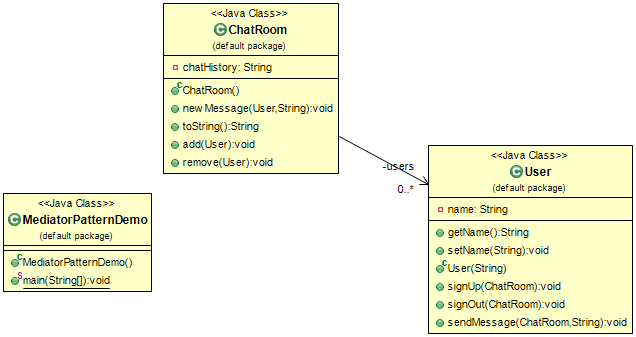 <<Java Class>>
ChatRoom
(default package)
chatHistory: String
ChatRoom()
newMessage(User,String):void
toString():String
add(User):void
remove(User):void
-users
0..*
<<Java Class>>
User
(default package)
name: String
getName():String
setName(String):void
User(String)
signUp(ChatRoom):void
signOut(ChatRoom):void
sendMessage(ChatRoom,String):void
<<Java Class>>
MediatorPatternDemo
(default package)
MediatorPatternDemo()
main(String[]):void